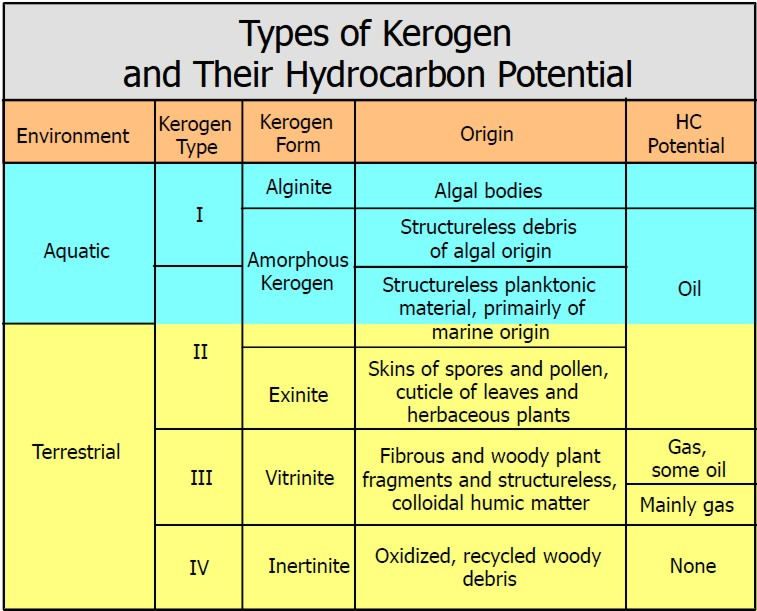 Types of Kerogen
and Their Hydrocarbon Potential
Environment
Kerogen
Type
Kerogen
Form
Origin
HC
Potential
Aquatic
I
Alginite
Algal bodies
Amorphous
Kerogen
Structureless debris
of algal origin
Structureless planktonic
material, primairly of
marine origin
Oil
Terrestrial
II
Exinite
Skins of spores and pollen,
cuticle of leaves and
herbaceous plants
III
Vitrinite
Fibrous and woody plant
fragments and structureless,
colloidal humic matter
Gas,
some oil
Mainly gas
IV
Inertinite
Oxidized, recycled woody
debris
None